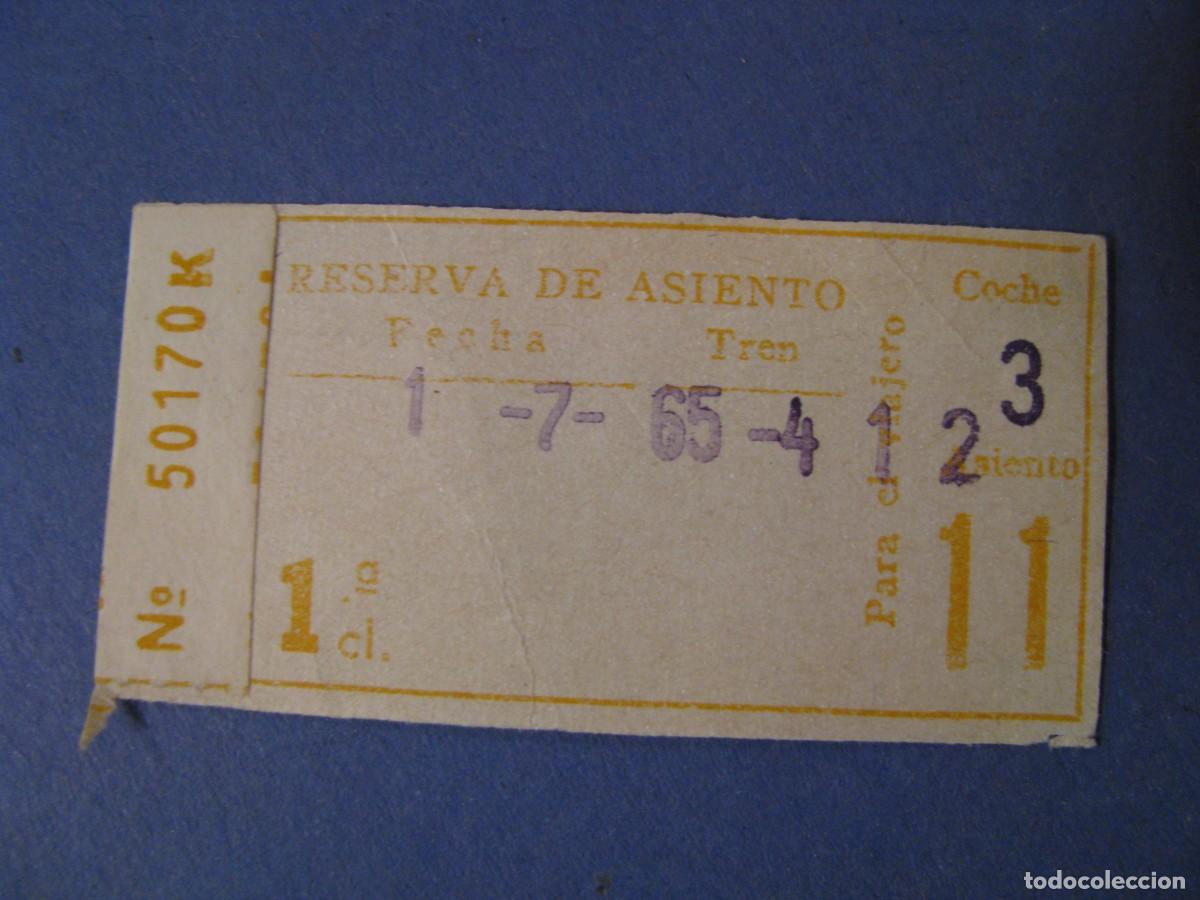 Nº 50170K
RESERVA DE ASIENTO
Fecha Tren
1 -7- 65 -4 1 2
1
cl.
Para el viajero
Coche
3
Asiento
11
todocoleccion